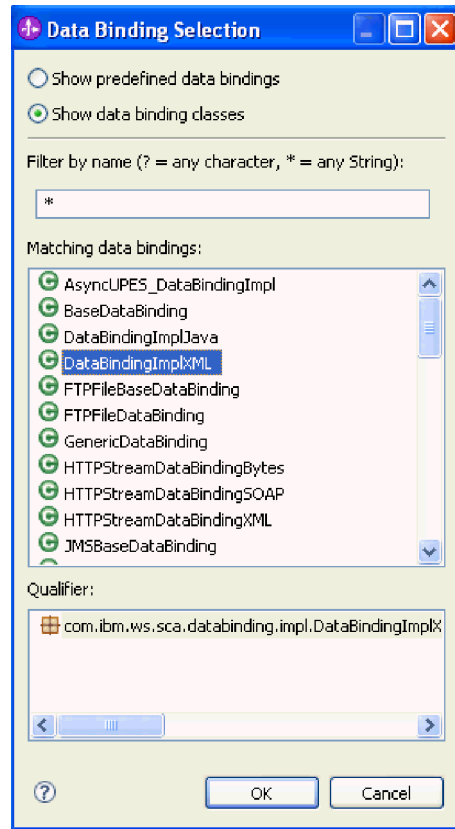 Data Binding Selection
Show predefined data bindings
Show data binding classes
Filter by name (? = any character, * = any String):
*
Matching data bindings:
AsyncUPES_DataBindingImpl
BaseDataBinding
DataBindingImplJava
DataBindingImplXML
FTPFileBaseDataBinding
FTPFileDataBinding
GenericDataBinding
HTTPStreamDataBindingBytes
HTTPStreamDataBindingSOAP
HTTPStreamDataBindingXML
JMSBaseDataBinding
Qualifier:
com.ibm.ws.sca.databinding.impl.DataBindingImplX
OK Cancel